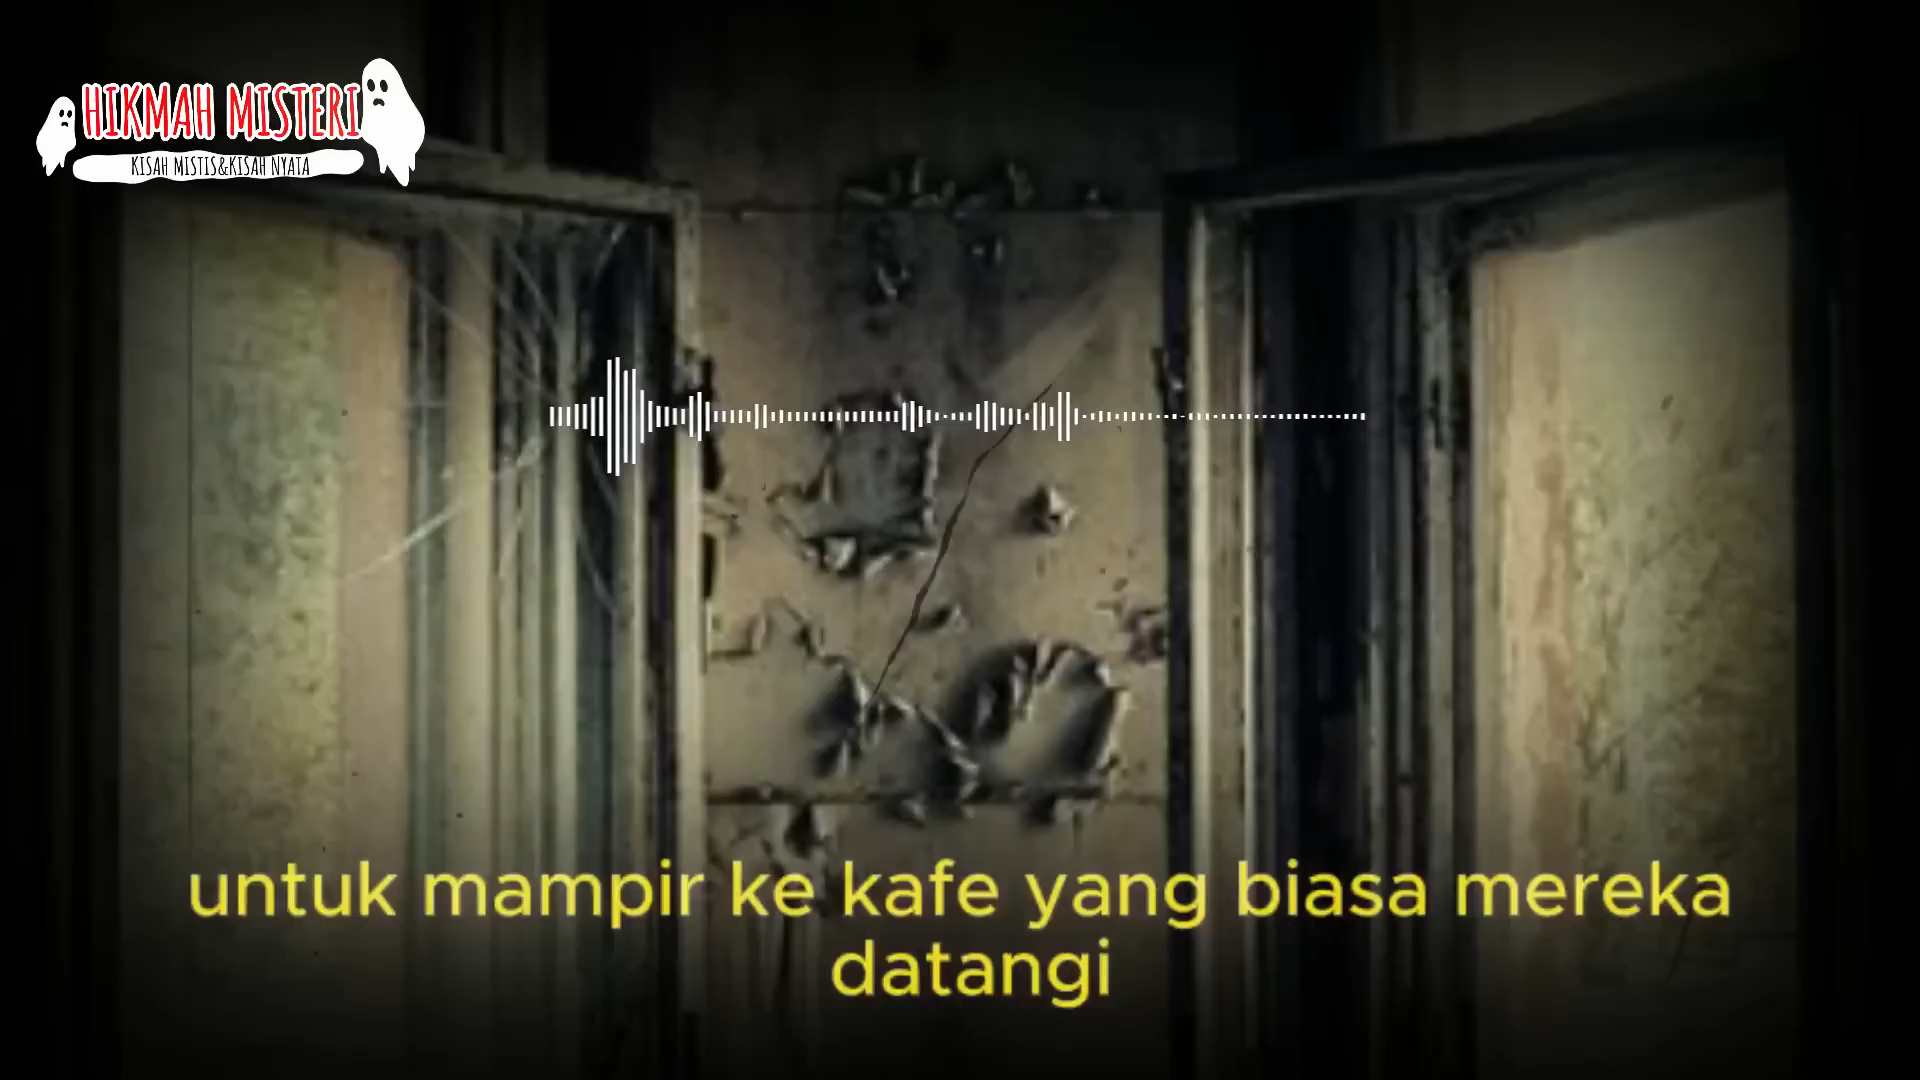 HIKMAH MISTERI
KISAH MISTIS&KISAH NYATA
untuk mampir ke kafe yang biasa mereka
datangi